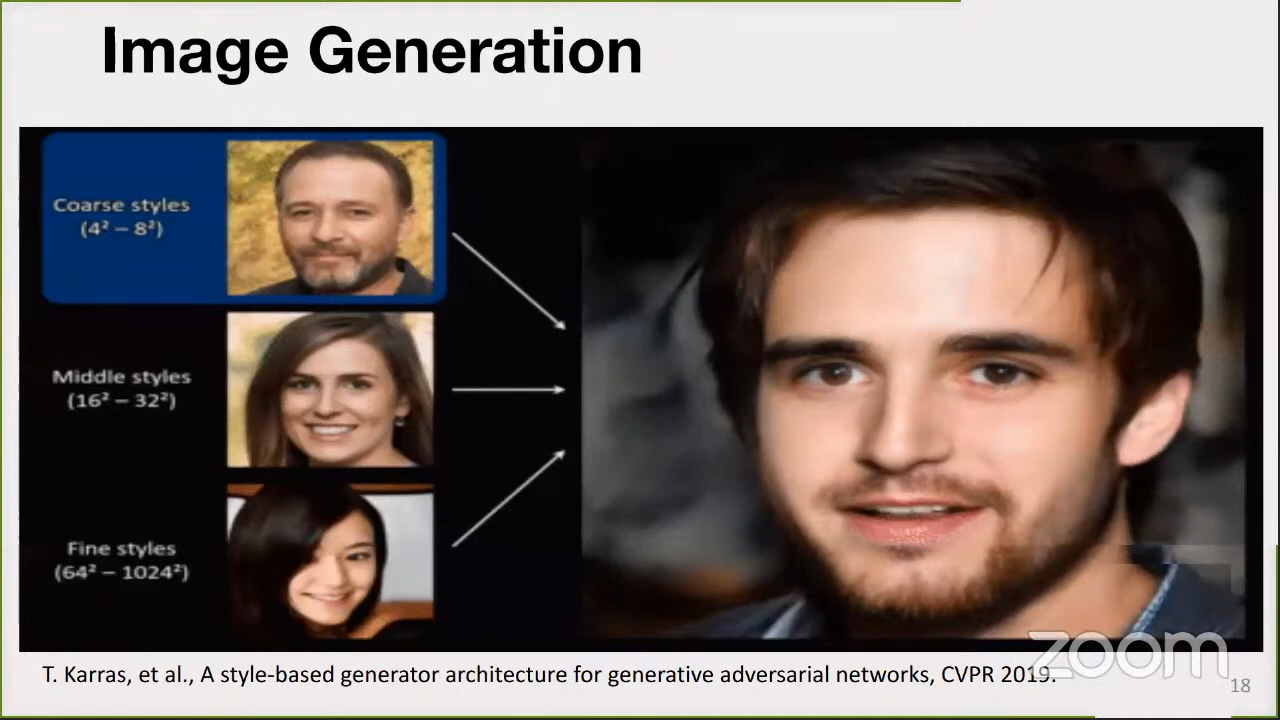 Image Generation
Coarse styles
(4² – 8²)
Middle styles
(16² – 32²)
Fine styles
(64² – 1024²)
T. Karras, et al., A style-based generator architecture for generative adversarial networks, CVPR 2019.
zoom
18